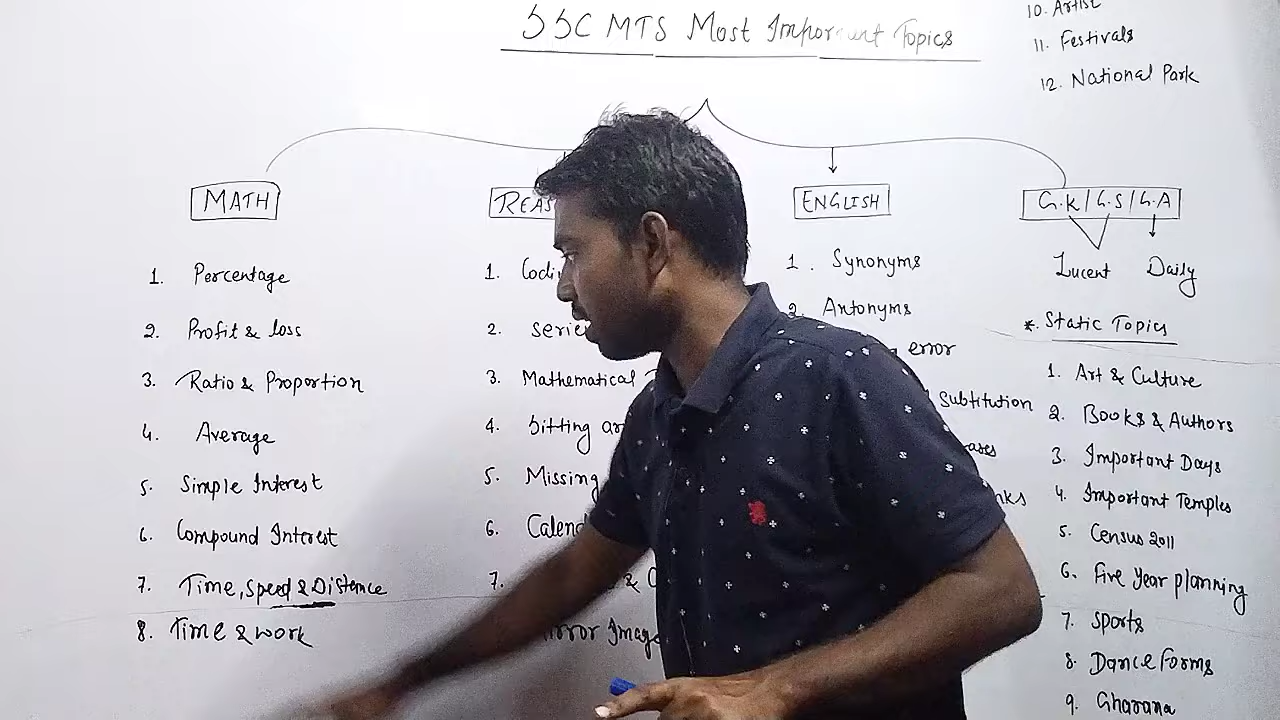 SSC MTS Most Important Topics
MATH
1. Percentage
2. Profit & loss
3. Ratio & Proportion
4. Average
5. Simple Interest
6. Compound Interest
7. Time, Speed & Distance
8. Time & work
REAS
1. Codi
2. Serie
3. Mathematical
4. Sitting ar
5. Missing
6. Calen
7. &
rror Image
ENGLISH
1. Synonyms
2. Antonyms
error
Subtitution
ases
nks
G.K / G.S / G.A
Lucent Daily
*. Static Topics
1. Art & Culture
2. Books & Authors
3. Important Days
4. Important Temples
5. Census 2011
6. Five Year planning
7. Sports
8. Dance Forms
9. Gharana
10. Artist
11. Festivals
12. National Park